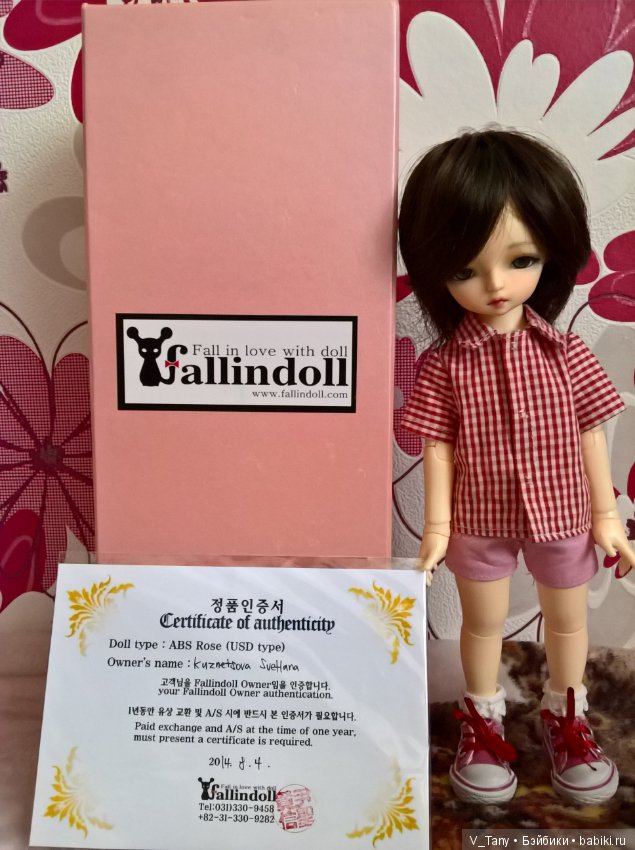 Fall in love with doll
fallindoll
www.fallindoll.com
정품인증서
Certificate of authenticity
Doll type : ABS Rose (USD type)
Owner's name : Kuznetsova Svetlana
고객님을 Fallindoll Owner임을 인증합니다.
your Fallindoll Owner authentication.
1년동안 유상 교환 및 A/S 시에 반드시 본 인증서가 필요합니다.
Paid exchange and A/S at the time of one year,
must present a certificate is required.
2014. 8. 4.
Fall in love with doll
fallindoll
Tel:031)330-9458
+82-31-330-9282
V_Tany • Бэйбики • babiki.ru